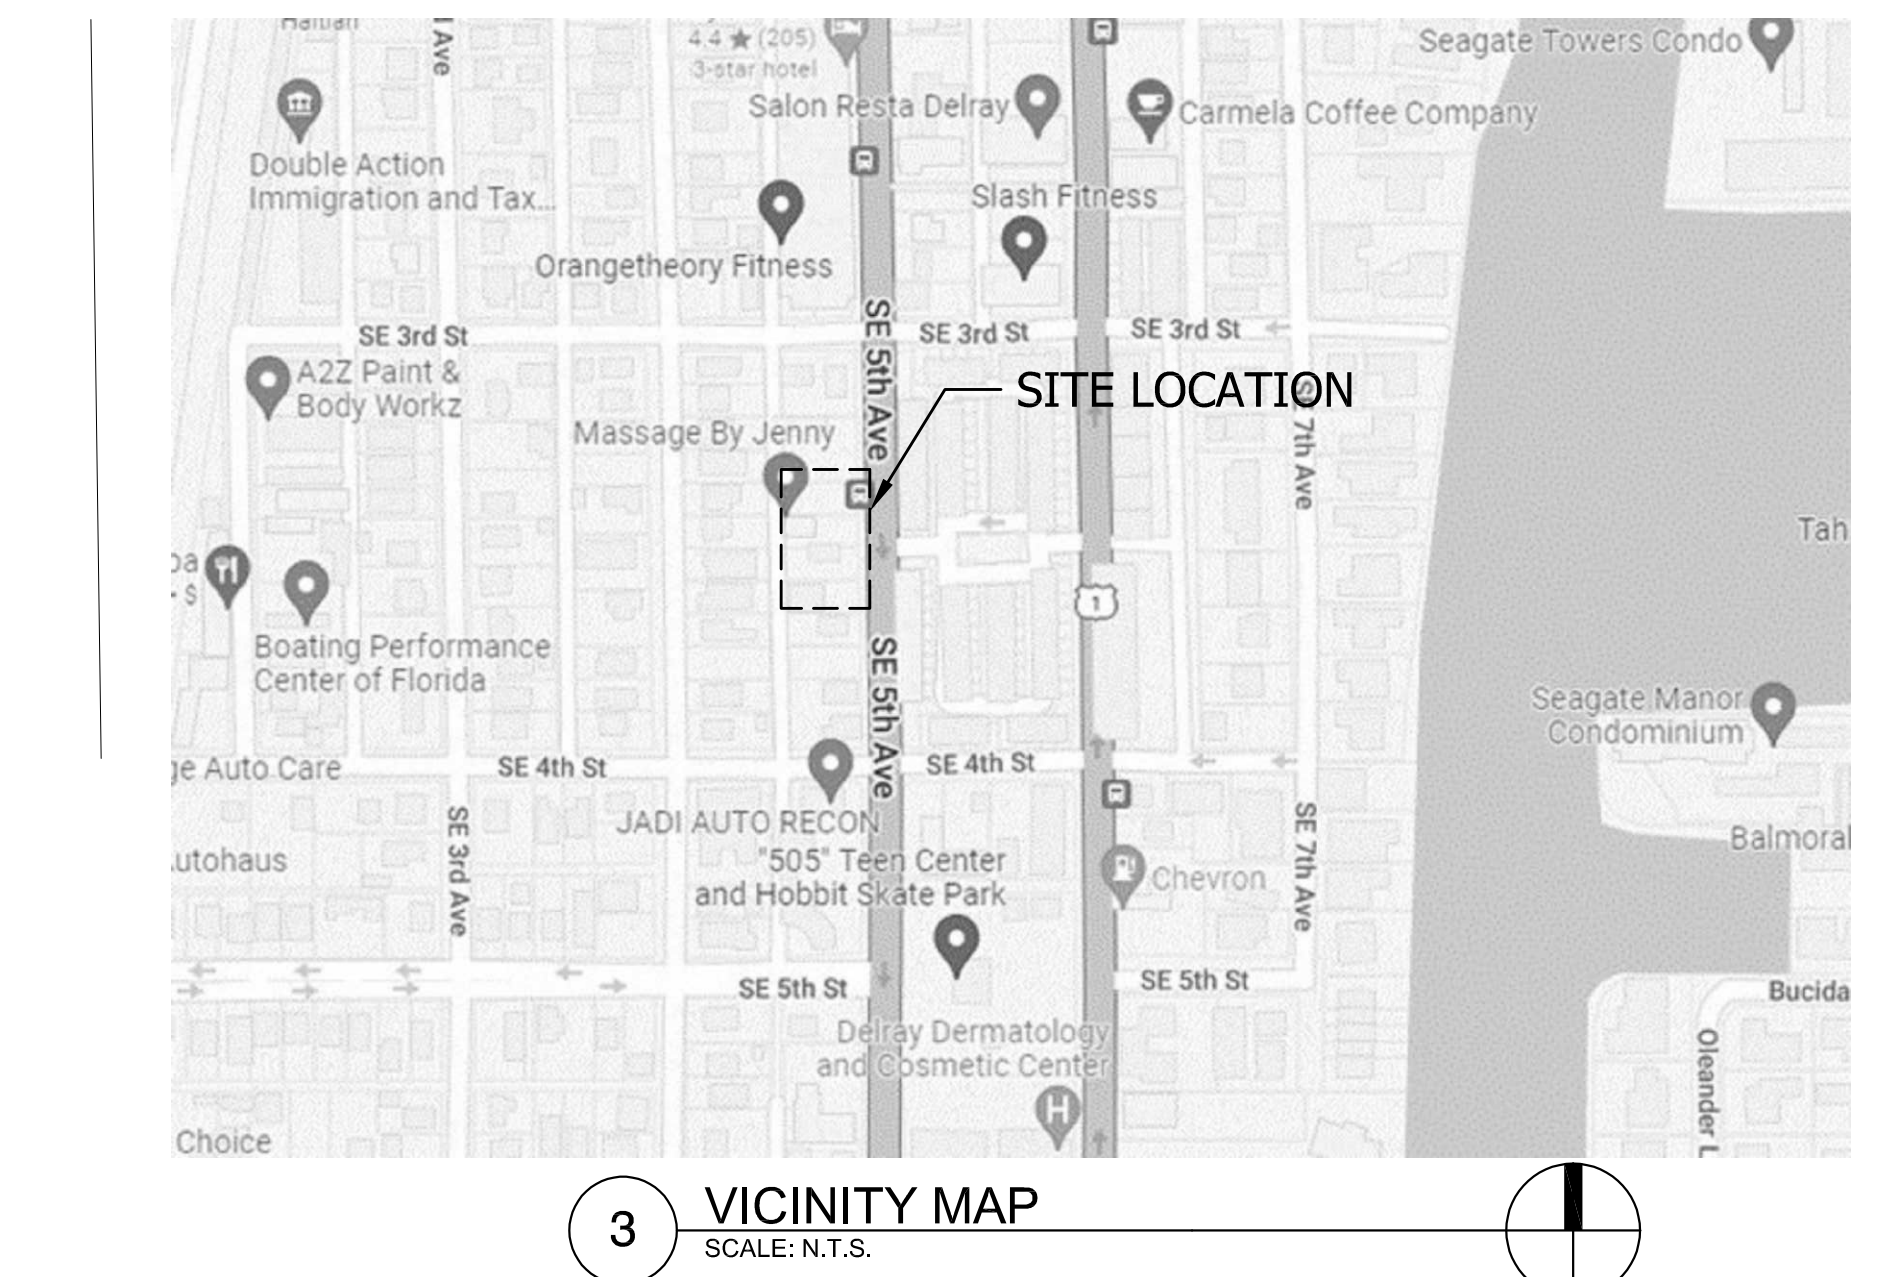 Haitian
Ave
4.4 ★ (205)
3-star hotel
Seagate Towers Condo
Salon Resta Delray
Carmela Coffee Company
Double Action
Immigration and Tax...
Slash Fitness
Orangetheory Fitness
SE 5th Ave
SE 3rd St
SE 3rd St
SE 3rd St
A2Z Paint &
Body Workz
SITE LOCATION
SE 7th Ave
Massage By Jenny
Tah
1
$
Boating Performance
Center of Florida
SE 5th Ave
Seagate Manor
Condominium
ge Auto Care
SE 4th St
SE 4th St
JADI AUTO RECON
SE 3rd Ave
SE 7th Ave
utohaus
"505" Teen Center
and Hobbit Skate Park
Chevron
Balmoral
SE 5th St
SE 5th St
Bucida
Delray Dermatology
and Cosmetic Center
H
Oleander L
Choice
3
VICINITY MAP
SCALE: N.T.S.